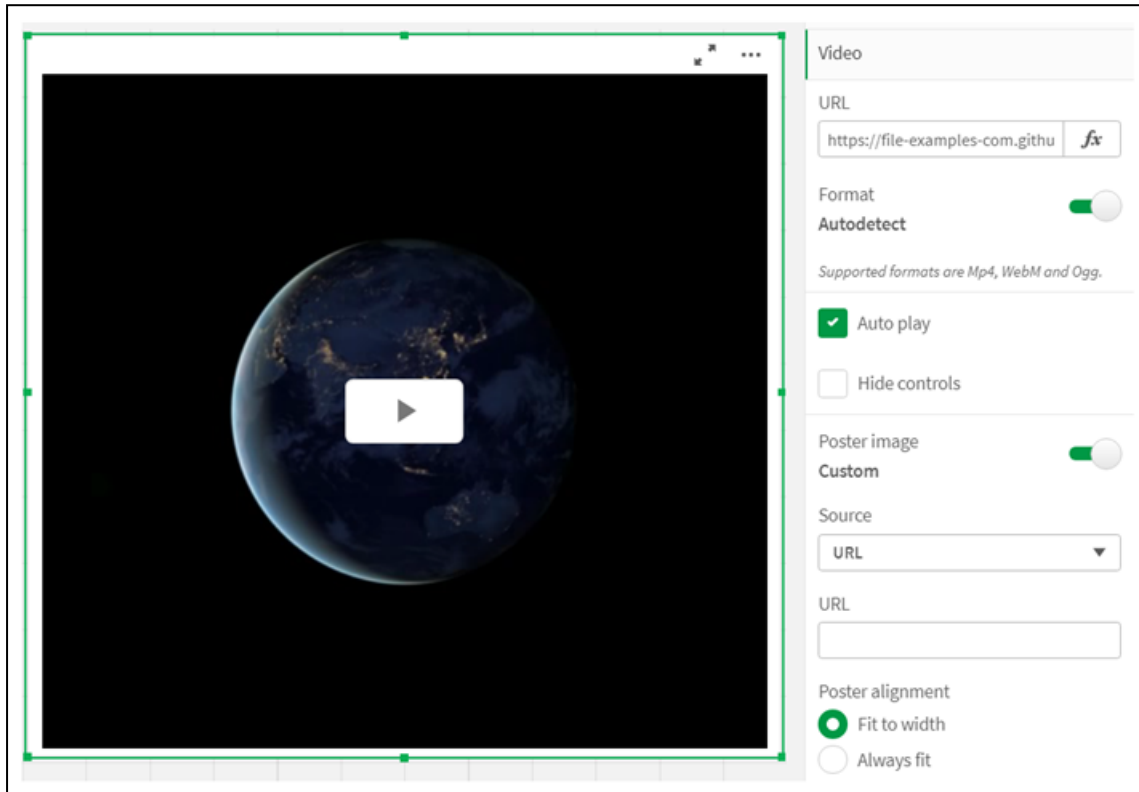 Video
URL
https://file-examples-com.githu
fx
Format
Autodetect
Supported formats are Mp4, WebM and Ogg.
Auto play
Hide controls
Poster image
Custom
Source
URL
URL
Poster alignment
Fit to width
Always fit